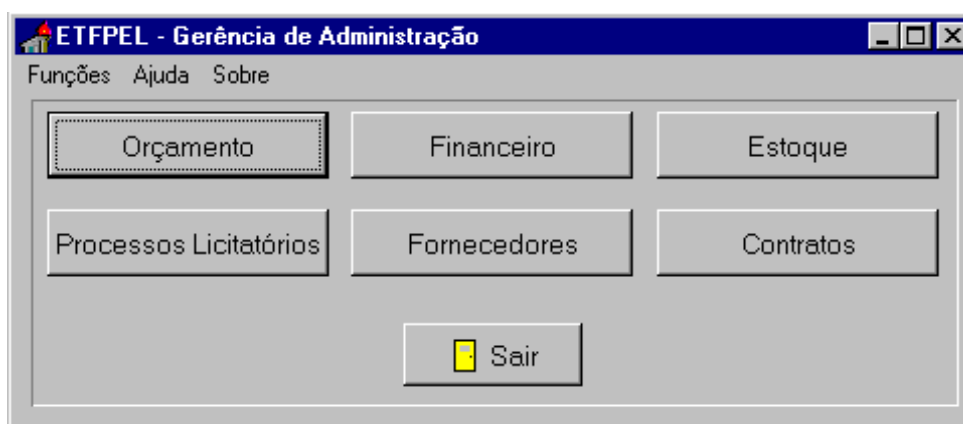 ETFPEL - Gerência de Administração
Funções Ajuda Sobre
Orçamento Financeiro Estoque
Processos Licitatórios Fornecedores Contratos
Sair